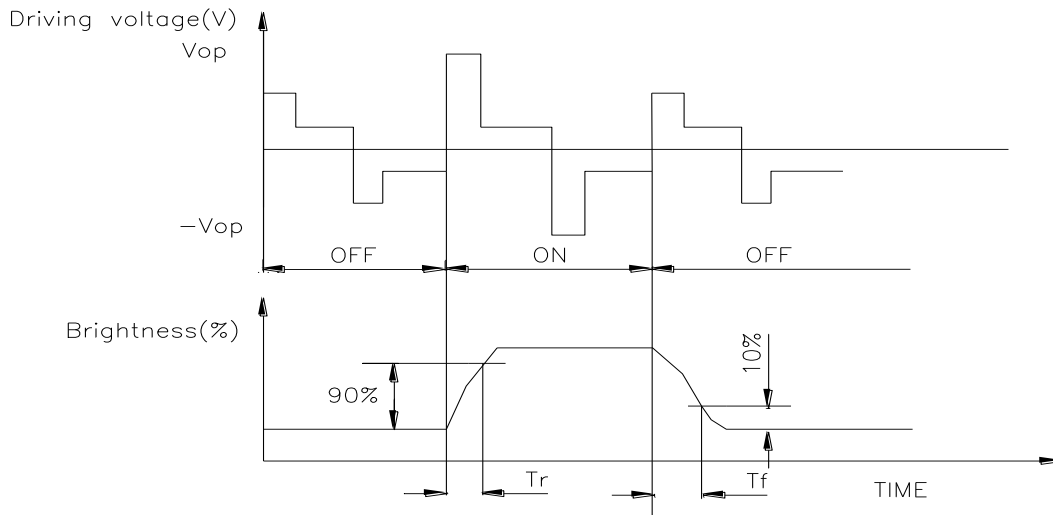 Driving voltage(V)
Vop
−Vop
OFF
ON
OFF
Brightness(%)
90%
10%
Tr
Tf
TIME